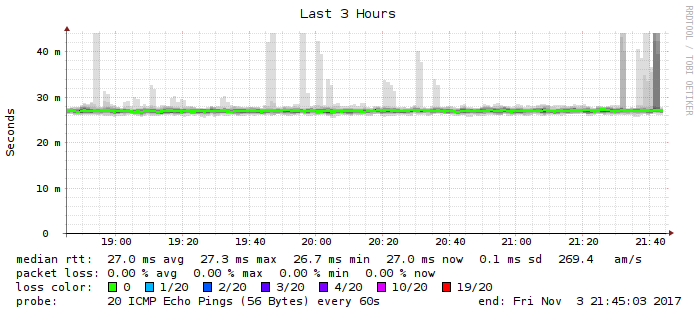 Last 3 Hours
RRDTOOL / TOBI OETIKER
Seconds
40 m
30 m
20 m
10 m
0
19:00 19:20 19:40 20:00 20:20 20:40 21:00 21:20 21:40
median rtt: 27.0 ms avg 27.3 ms max 26.7 ms min 27.0 ms now 0.1 ms sd 269.4 am/s
packet loss: 0.00 % avg 0.00 % max 0.00 % min 0.00 % now
loss color: 0 1/20 2/20 3/20 4/20 10/20 19/20
probe: 20 ICMP Echo Pings (56 Bytes) every 60s end: Fri Nov 3 21:45:03 2017